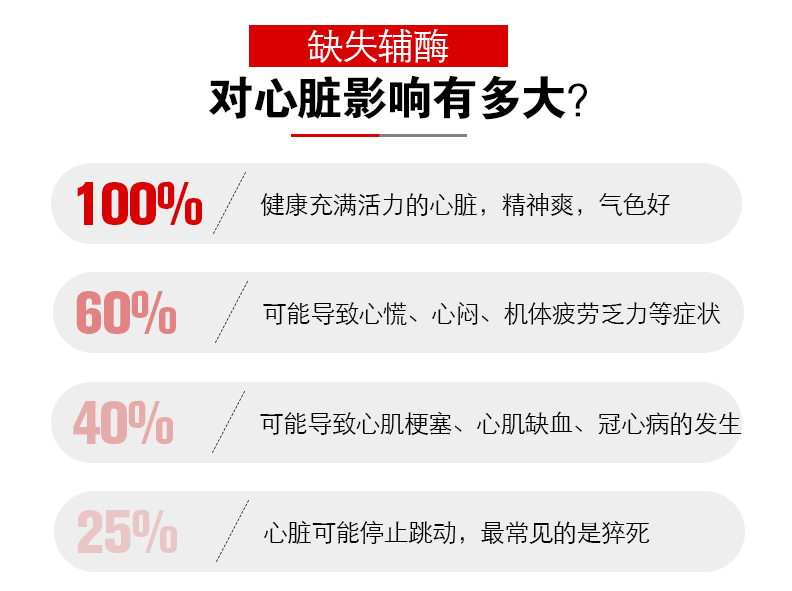 缺失辅酶
对心脏影响有多大?
100% 健康充满活力的心脏，精神爽，气色好
60% 可能导致心慌、心闷、机体疲劳乏力等症状
40% 可能导致心肌梗塞、心肌缺血、冠心病的发生
25% 心脏可能停止跳动，最常见的是猝死